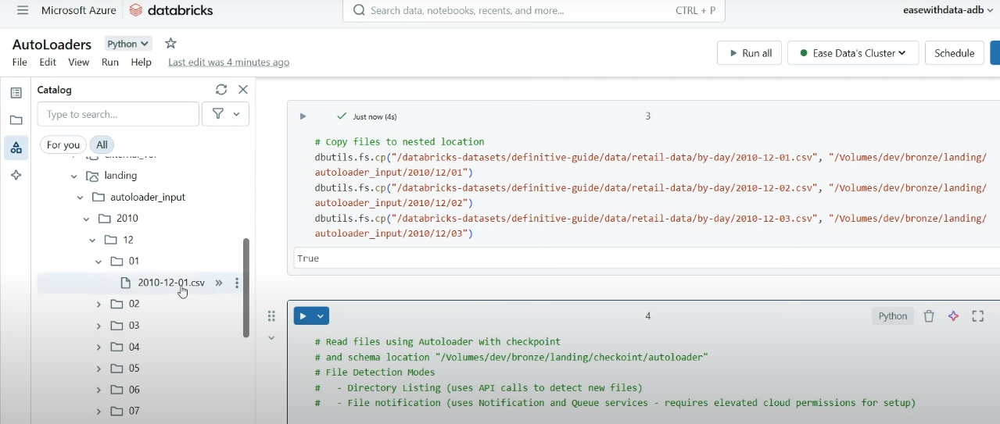 Microsoft Azure
databricks
Search data, notebooks, recents, and more...
CTRL + P
easewithdata-adb
AutoLoaders
Python
File Edit View Run Help
Last edit was 4 minutes ago
Run all
Ease Data's Cluster
Schedule
Catalog
Type to search...
For you
All
landing
autoloader_input
2010
12
01
2010-12-01.csv
02
03
04
05
06
07
Just now (4s)
3
# Copy files to nested location
dbutils.fs.cp("/databricks-datasets/definitive-guide/data/retail-data/by-day/2010-12-01.csv", "/Volumes/dev/bronze/landing/
autoloader_input/2010/12/01")
dbutils.fs.cp("/databricks-datasets/definitive-guide/data/retail-data/by-day/2010-12-02.csv", "/Volumes/dev/bronze/landing/
autoloader_input/2010/12/02")
dbutils.fs.cp("/databricks-datasets/definitive-guide/data/retail-data/by-day/2010-12-03.csv", "/Volumes/dev/bronze/landing/
autoloader_input/2010/12/03")
True
4
Python
# Read files using Autoloader with checkpoint
# and schema location "/Volumes/dev/bronze/landing/checkoint/autoloader"
# File Detection Modes
#   - Directory Listing (uses API calls to detect new files)
#   - File notification (uses Notification and Queue services - requires elevated cloud permissions for setup)